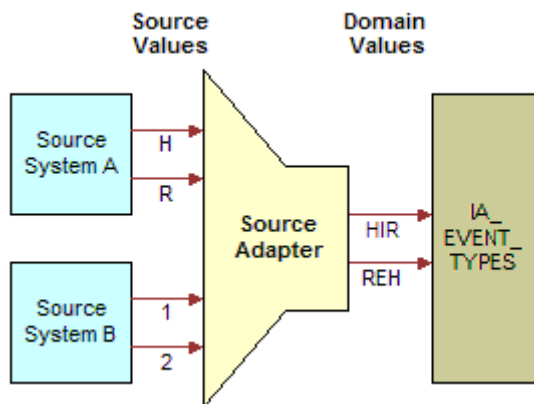 Source
Values
Domain
Values
Source
System A
H
R
Source
Adapter
HIR
REH
IA_
EVENT_
TYPES
Source
System B
1
2